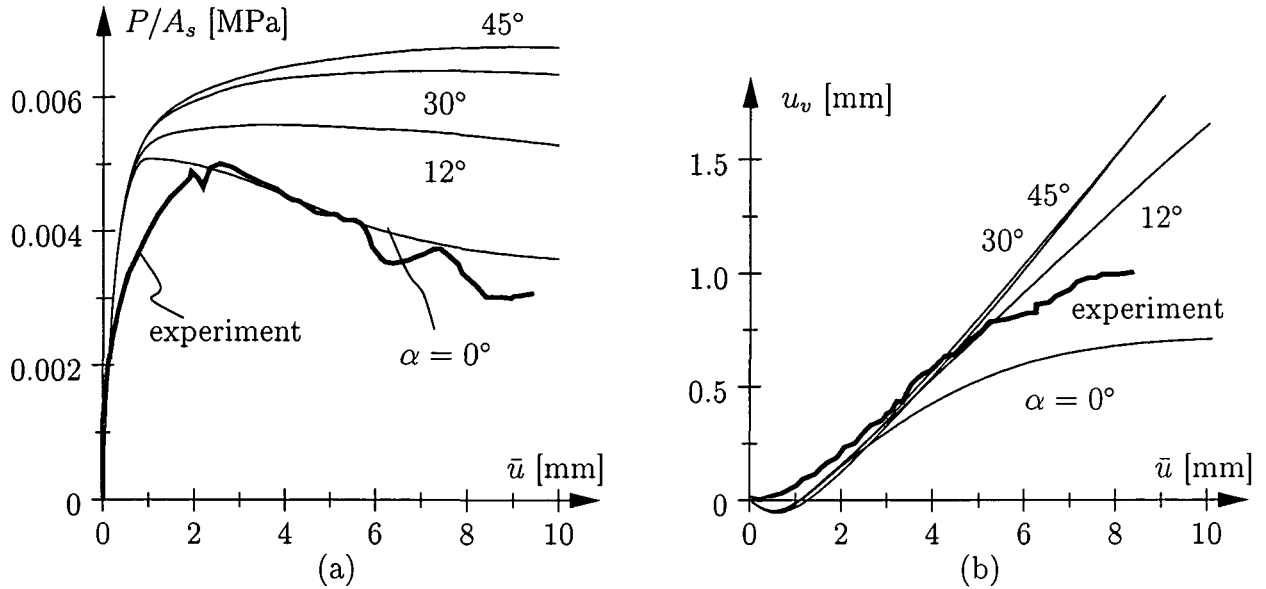 P/A_s [MPa]
45°
0.006
30°
12°
0.004
experiment
α = 0°
0.002
ū [mm]
0
0 2 4 6 8 10
(a)
u_v [mm]
1.5
45°
12°
30°
1.0
experiment
0.5
α = 0°
ū [mm]
0
0 2 4 6 8 10
(b)